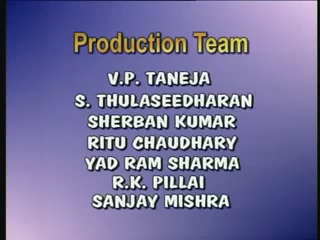 Production Team
V.P. TANEJA
S. THULASEEDHARAN
SHERBAN KUMAR
RITU CHAUDHARY
YAD RAM SHARMA
R.K. PILLAI
SANJAY MISHRA